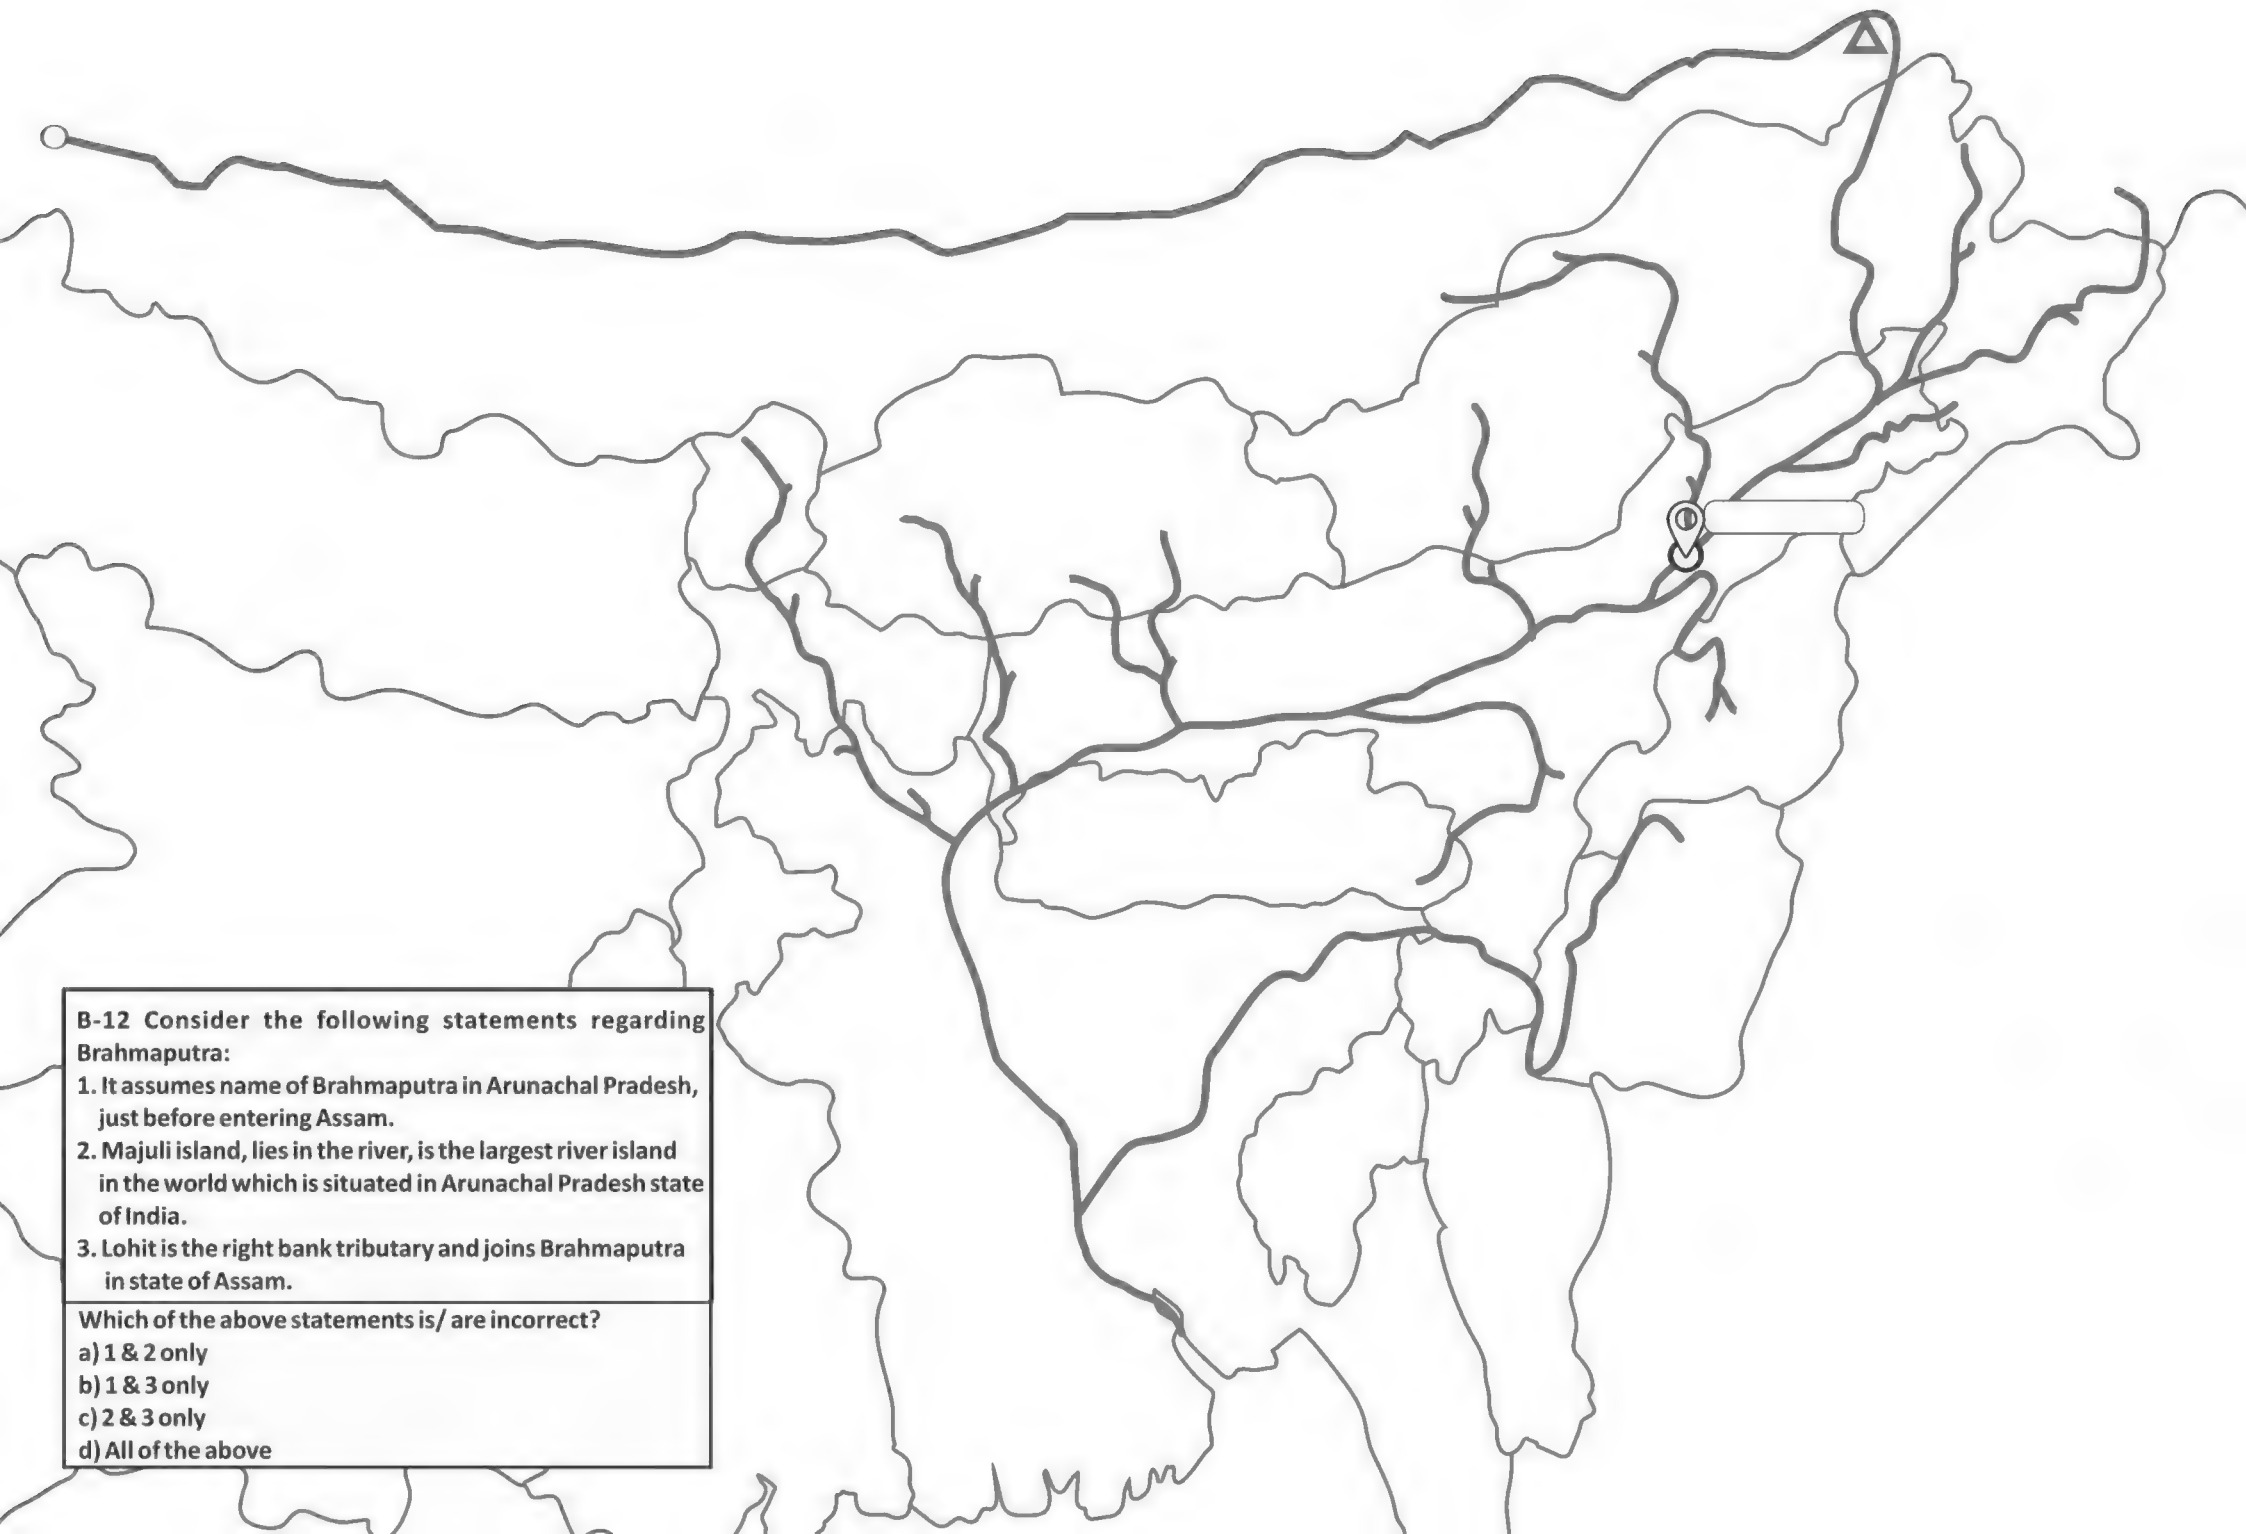 B-12 Consider the following statements regarding
Brahmaputra:
1. It assumes name of Brahmaputra in Arunachal Pradesh,
just before entering Assam.
2. Majuli island, lies in the river, is the largest river island
in the world which is situated in Arunachal Pradesh state
of India.
3. Lohit is the right bank tributary and joins Brahmaputra
in state of Assam.
Which of the above statements is/ are incorrect?
a) 1 & 2 only
b) 1 & 3 only
c) 2 & 3 only
d) All of the above